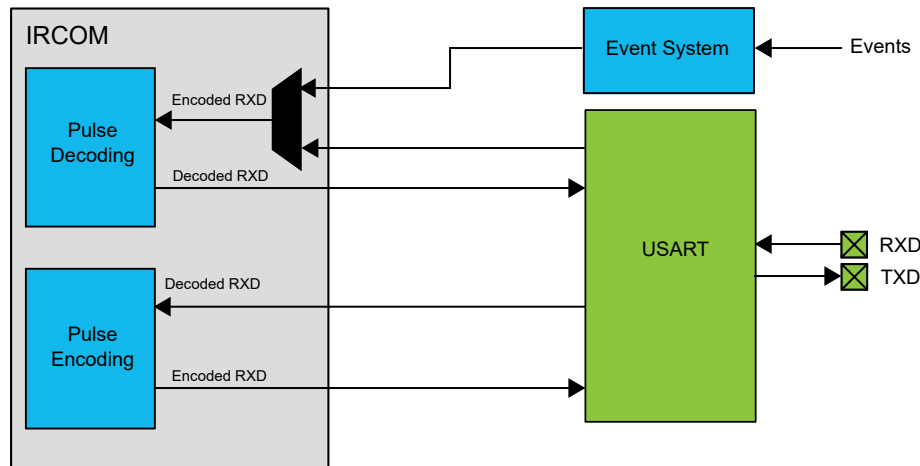 IRCOM
Event System
Events
Encoded RXD
Pulse
Decoding
Decoded RXD
USART
RXD
TXD
Decoded RXD
Pulse
Encoding
Encoded RXD